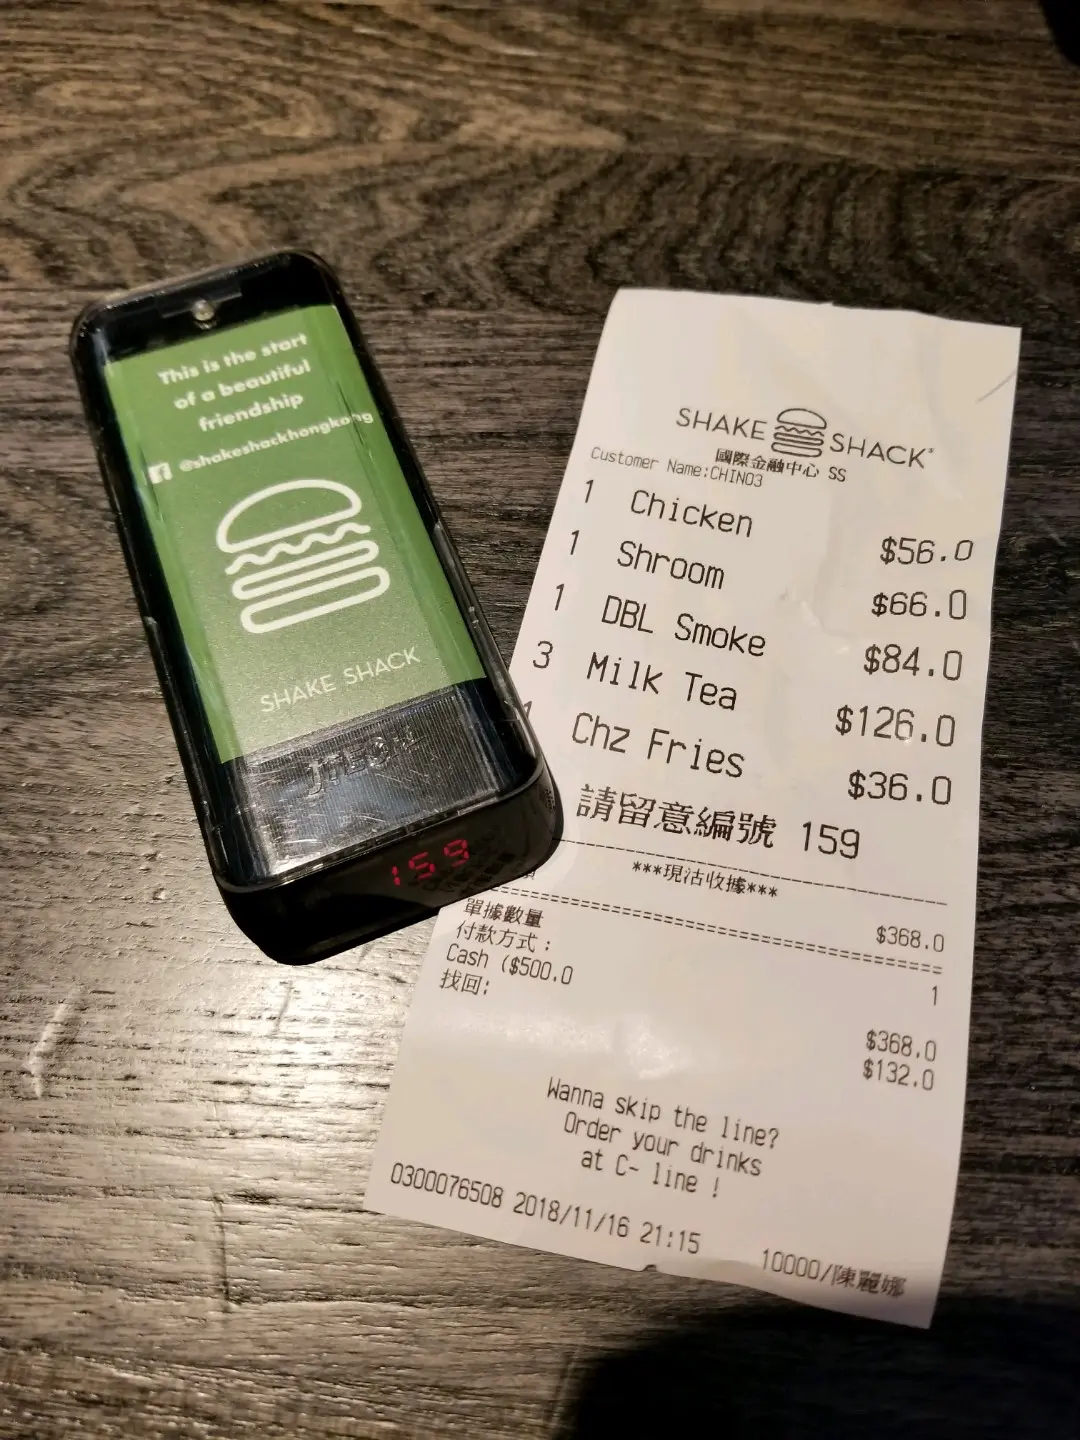 This is the start
of a beautiful
friendship
@shakeshackhongkong
SHAKE SHACK
JTECH
159
SHAKE SHACK
國際金融中心 SS
Customer Name:CHINO3
1 Chicken $56.0
1 Shroom $66.0
1 DBL Smoke $84.0
3 Milk Tea $126.0
1 Chz Fries $36.0
請留意編號 159
***現沽收據***
$368.0
單據數量 1
付款方式：
Cash ($500.0 $368.0
找回: $132.0
Wanna skip the line?
Order your drinks
at C- line !
0300076508 2018/11/16 21:15 10000/陳麗娜